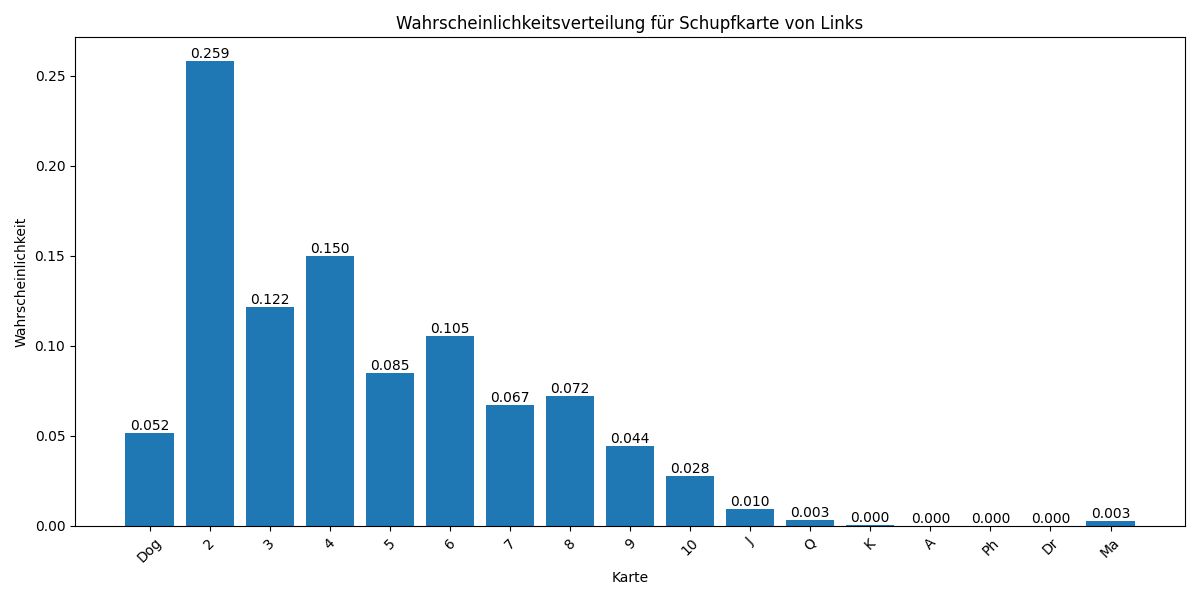 Wahrscheinlichkeitsverteilung für Schupfkarte von Links
Wahrscheinlichkeit
0.25
0.20
0.15
0.10
0.05
0.00
0.052
0.259
0.122
0.150
0.085
0.105
0.067
0.072
0.044
0.028
0.010
0.003
0.000
0.000
0.000
0.000
0.003
Dog
2
3
4
5
6
7
8
9
10
J
Q
K
A
Ph
Dr
Ma
Karte